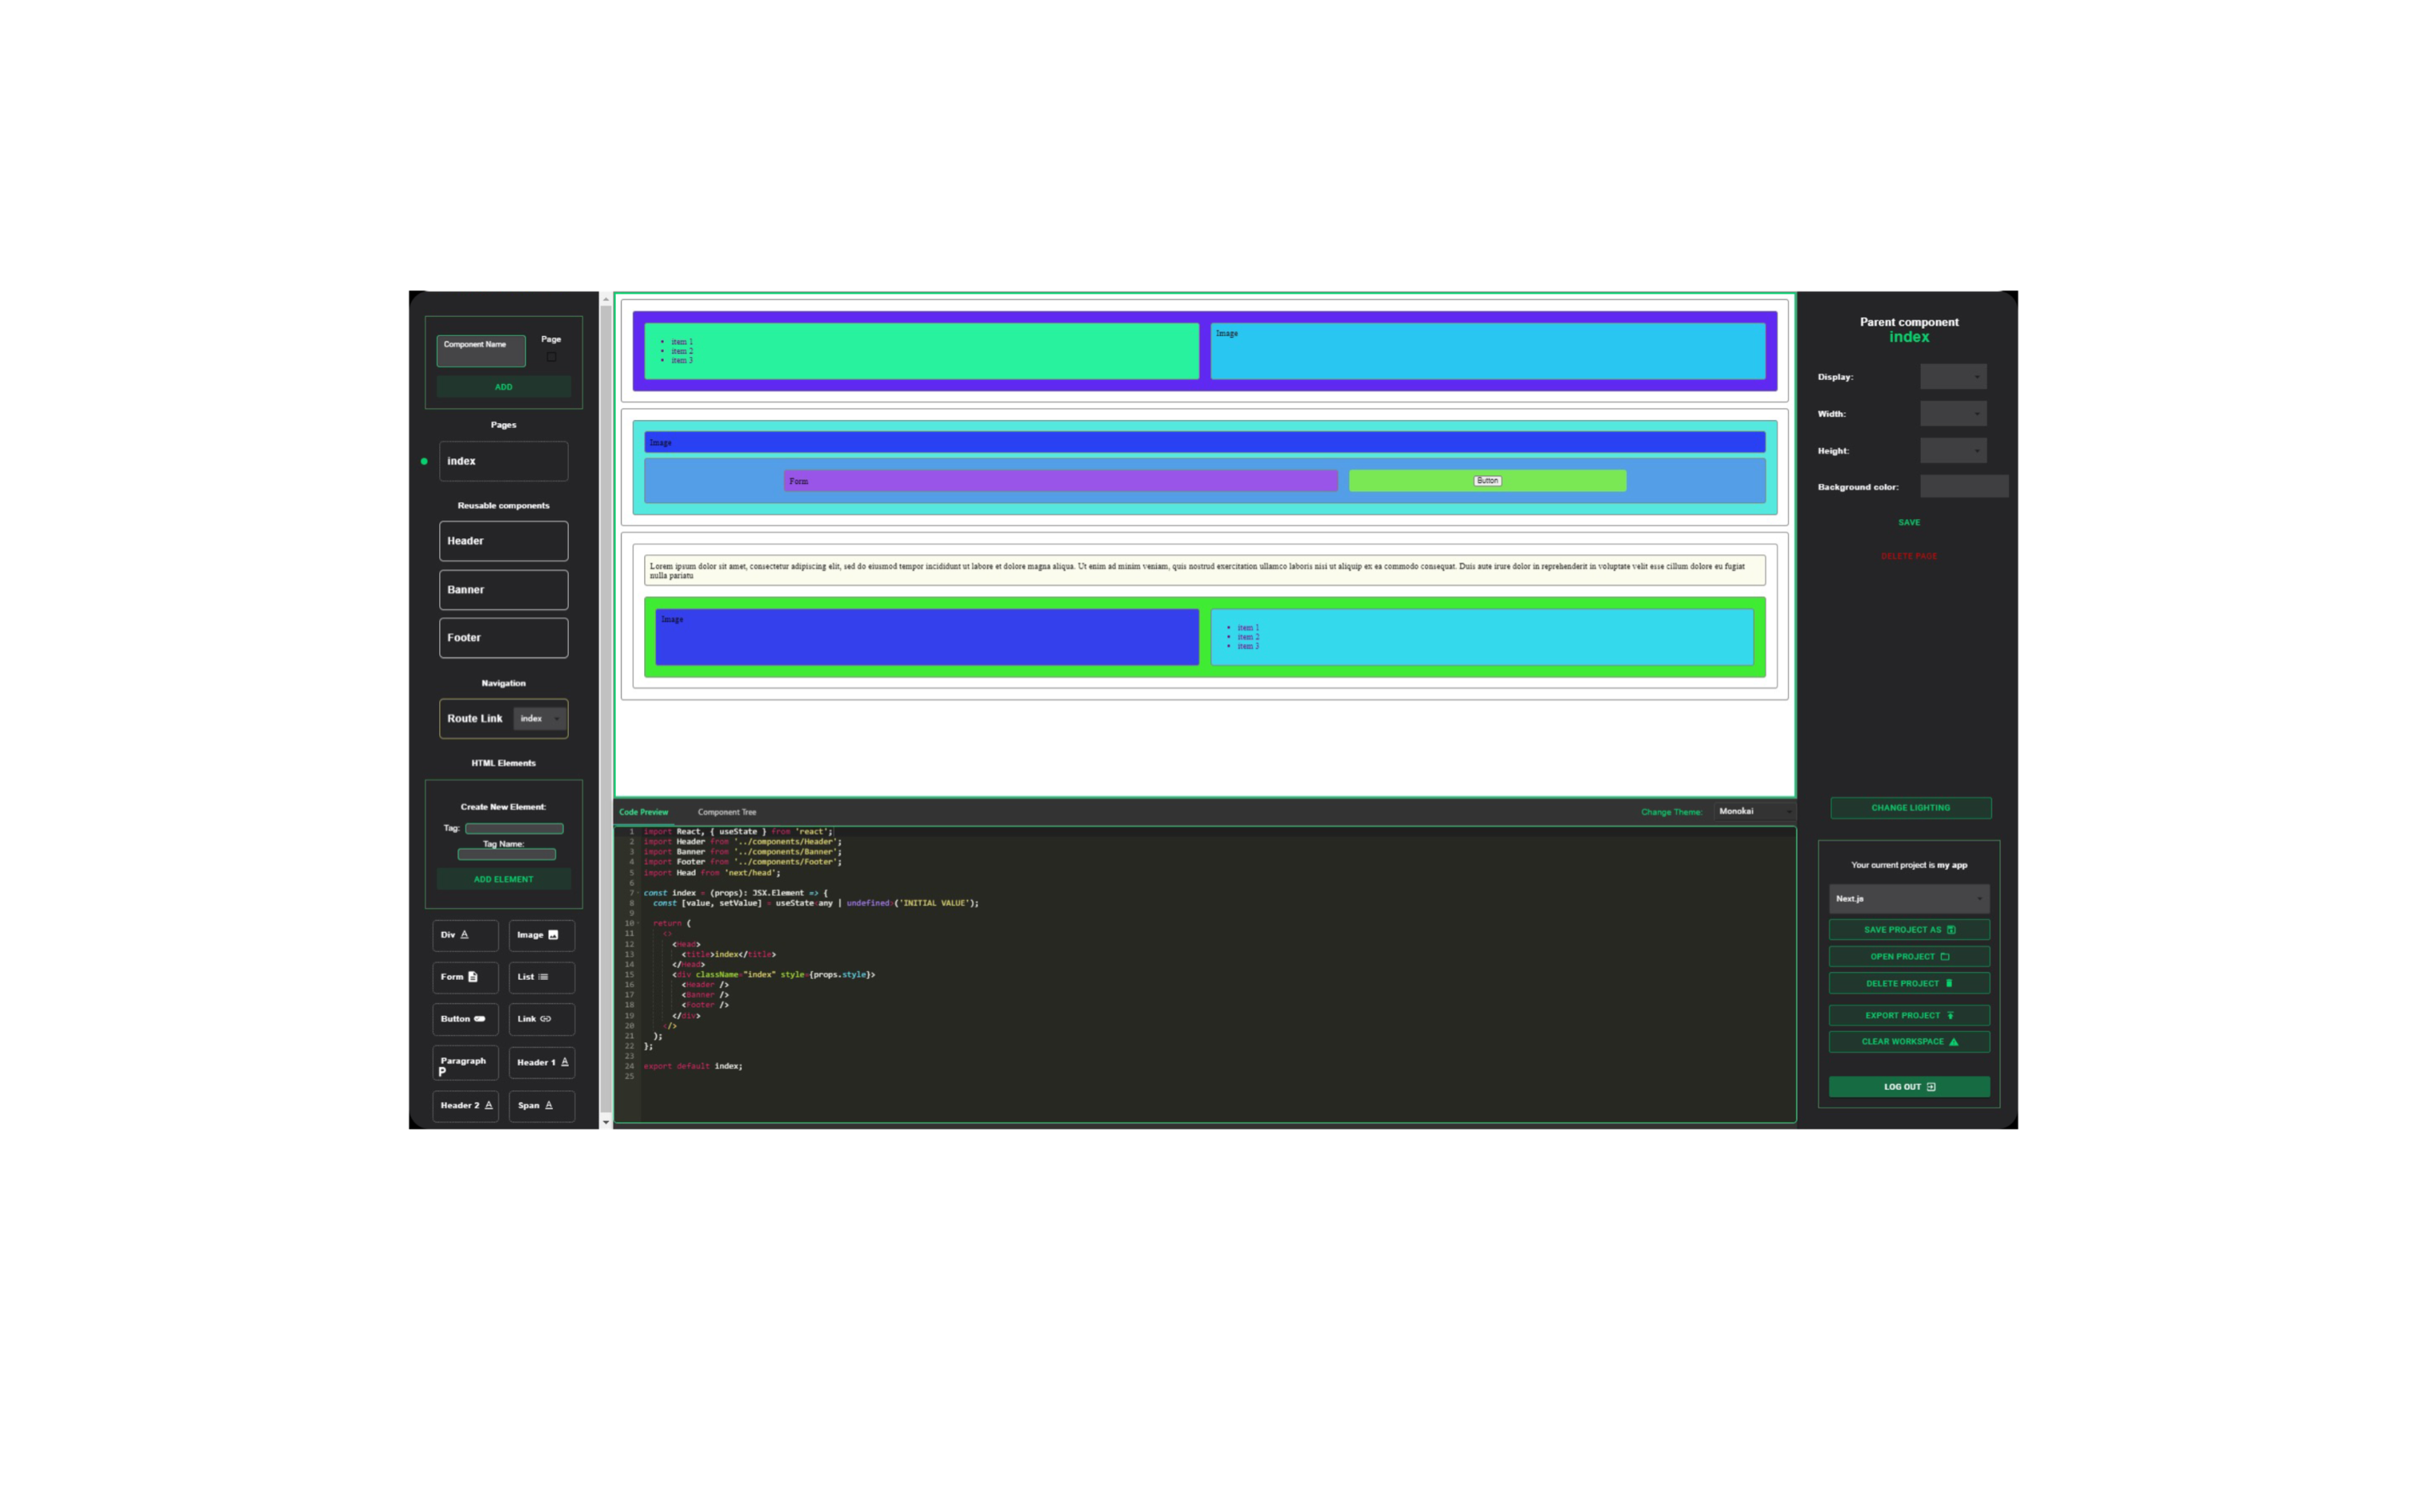 Component Name
Page
ADD
Pages
index
Reusable components
Header
Banner
Footer
Navigation
Route Link index
HTML Elements
Create New Element:
Tag:
Tag Name:
ADD ELEMENT
Div
Image
Form
List
Button
Link
Paragraph
P
Header 1
Header 2
Span
item 1
item 2
item 3
Image
Image
Form
Button
Lorem ipsum dolor sit amet, consectetur adipiscing elit, sed do eiusmod tempor incididunt ut labore et dolore magna aliqua. Ut enim ad minim veniam, quis nostrud exercitation ullamco laboris nisi ut aliquip ex ea commodo consequat. Duis aute irure dolor in reprehenderit in voluptate velit esse cillum dolore eu fugiat
nulla pariatu
Image
item 1
item 2
item 3
Code Preview
Component Tree
Change Theme: Monokai
1 import React, { useState } from 'react';
2 import Header from '../components/Header';
3 import Banner from '../components/Banner';
4 import Footer from '../components/Footer';
5 import Head from 'next/head';
6
7 const index = (props): JSX.Element => {
8 const [value, setValue] = useState<any | undefined>('INITIAL VALUE');
9
10 return (
11 <>
12 <Head>
13 <title>index</title>
14 </Head>
15 <div className="index" style={props.style}>
16 <Header />
17 <Banner />
18 <Footer />
19 </div>
20 </>
21 );
22 };
23
24 export default index;
25
Parent component
index
Display:
Width:
Height:
Background color:
SAVE
DELETE PAGE
CHANGE LIGHTING
Your current project is my app
Next.js
SAVE PROJECT AS
OPEN PROJECT
DELETE PROJECT
EXPORT PROJECT
CLEAR WORKSPACE
LOG OUT